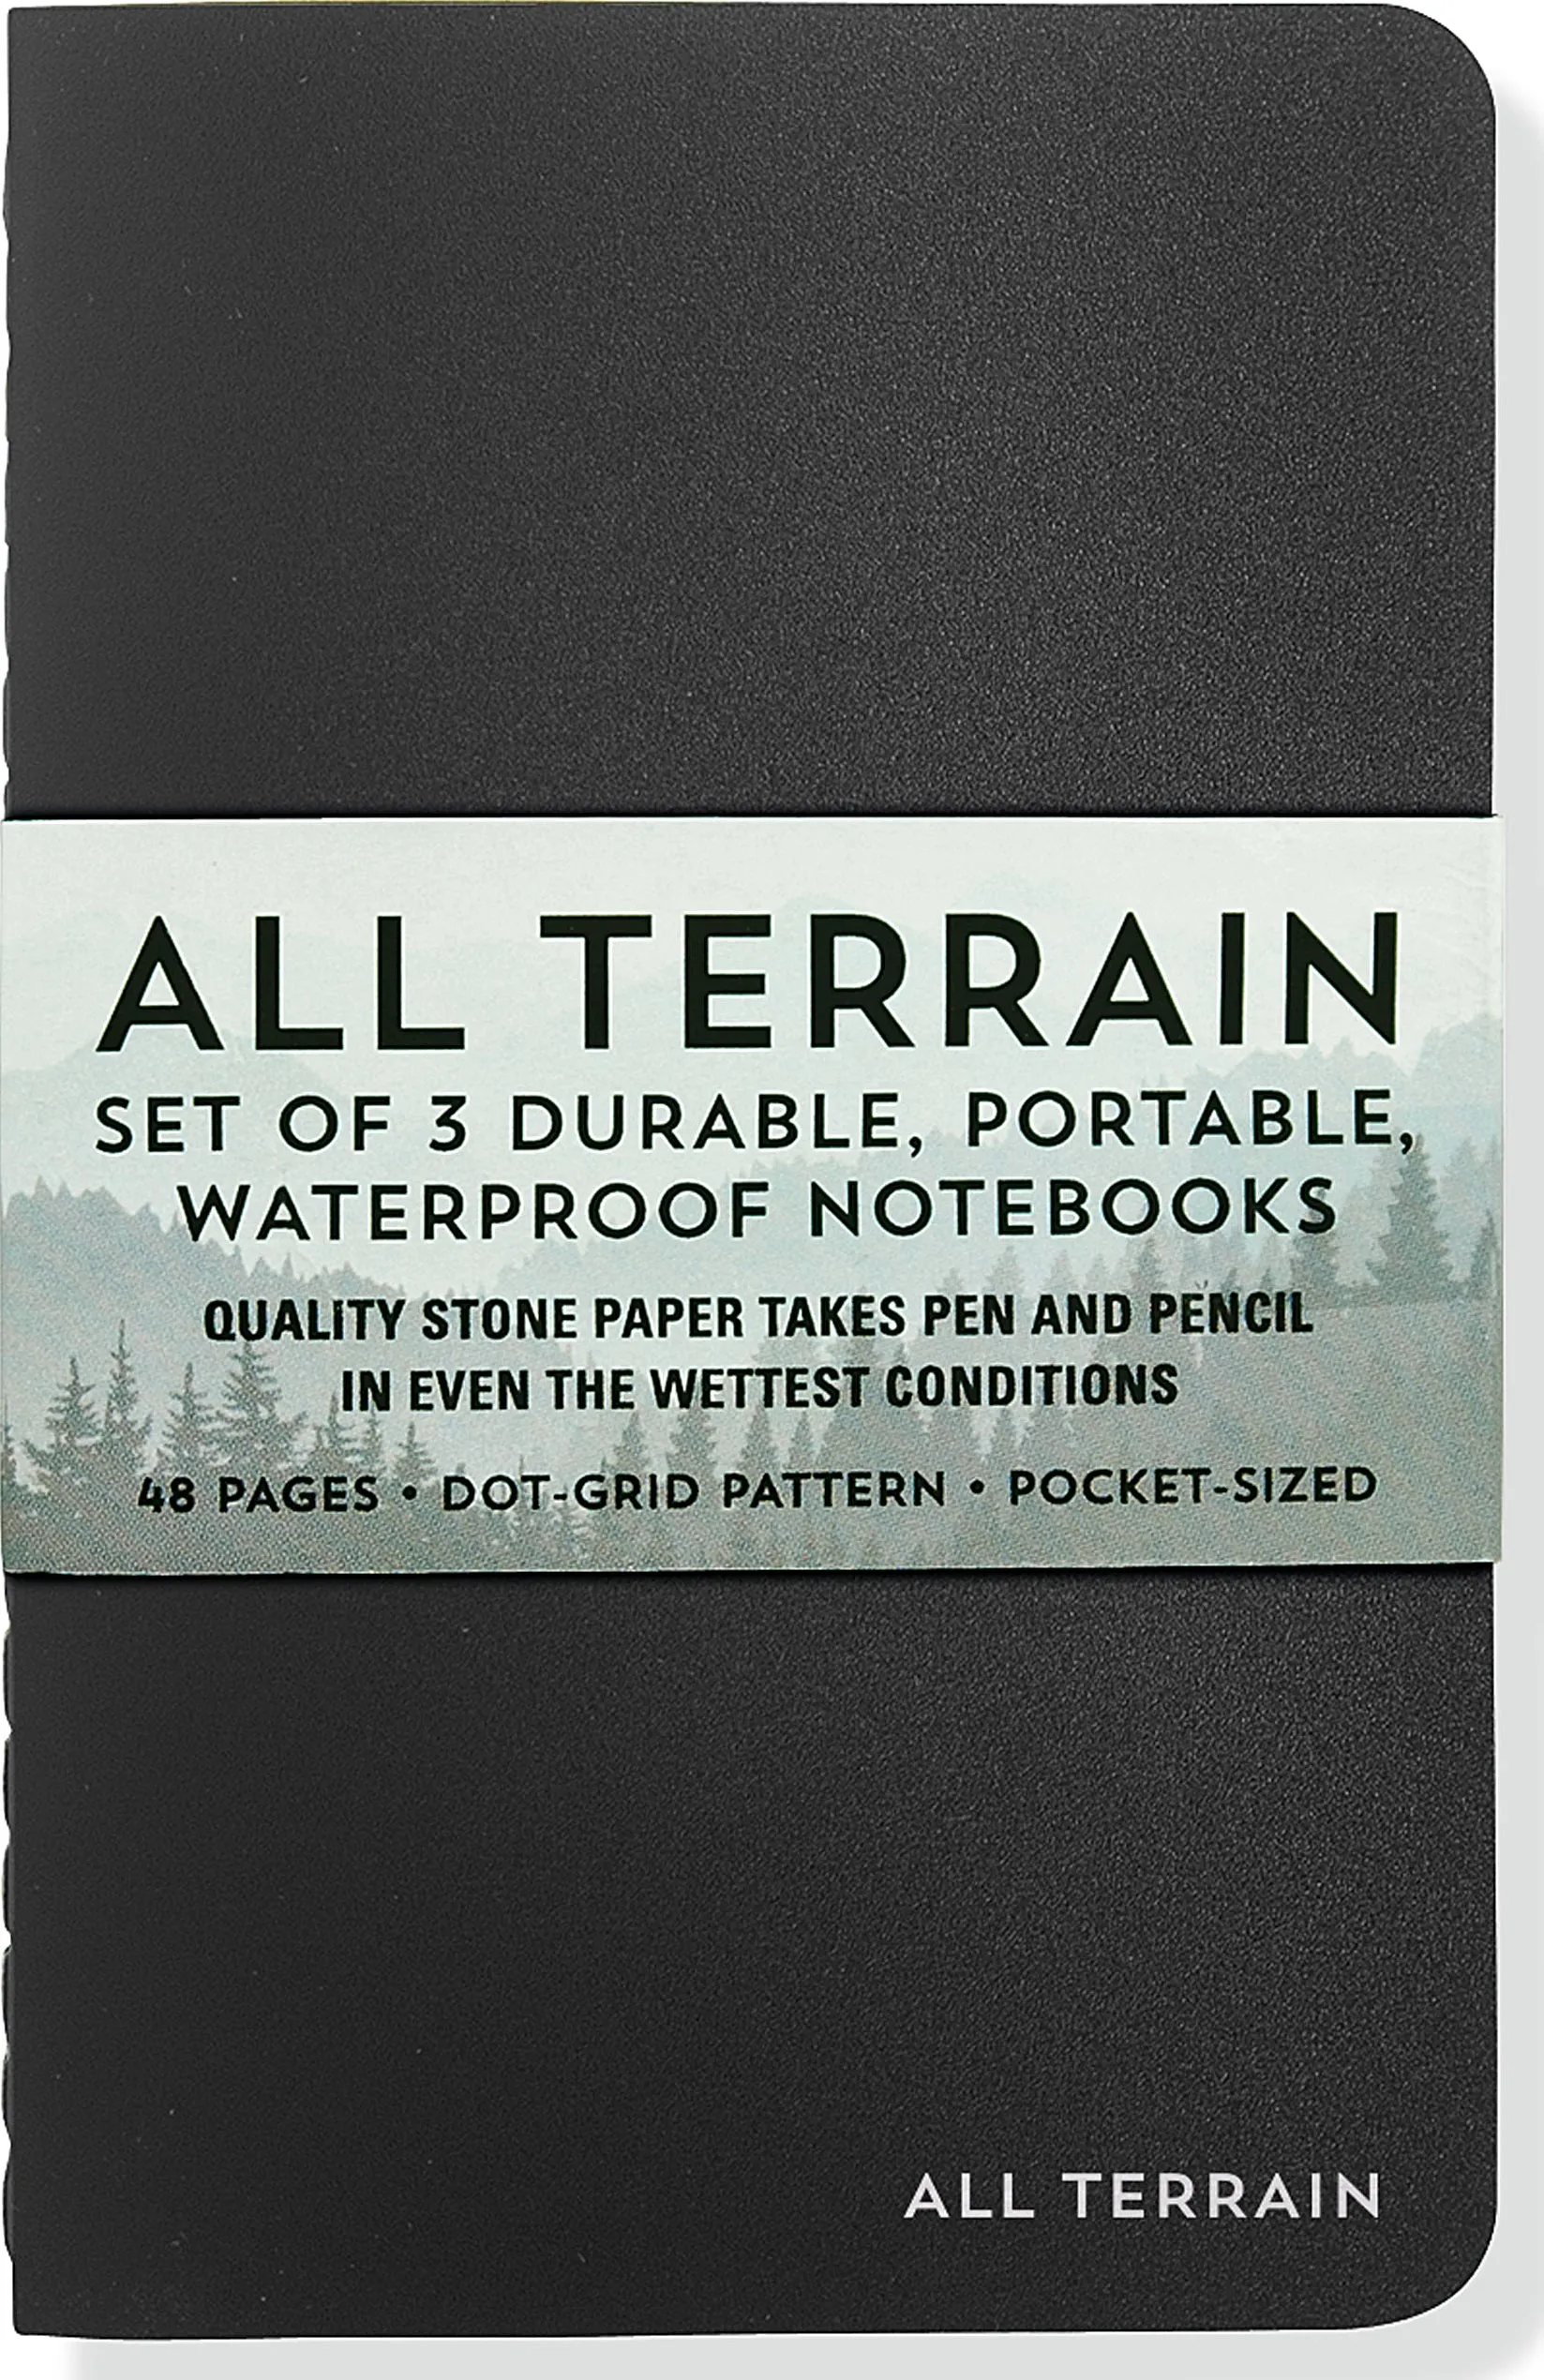 ALL TERRAIN
SET OF 3 DURABLE, PORTABLE,
WATERPROOF NOTEBOOKS
QUALITY STONE PAPER TAKES PEN AND PENCIL
IN EVEN THE WETTEST CONDITIONS
48 PAGES • DOT-GRID PATTERN • POCKET-SIZED
ALL TERRAIN